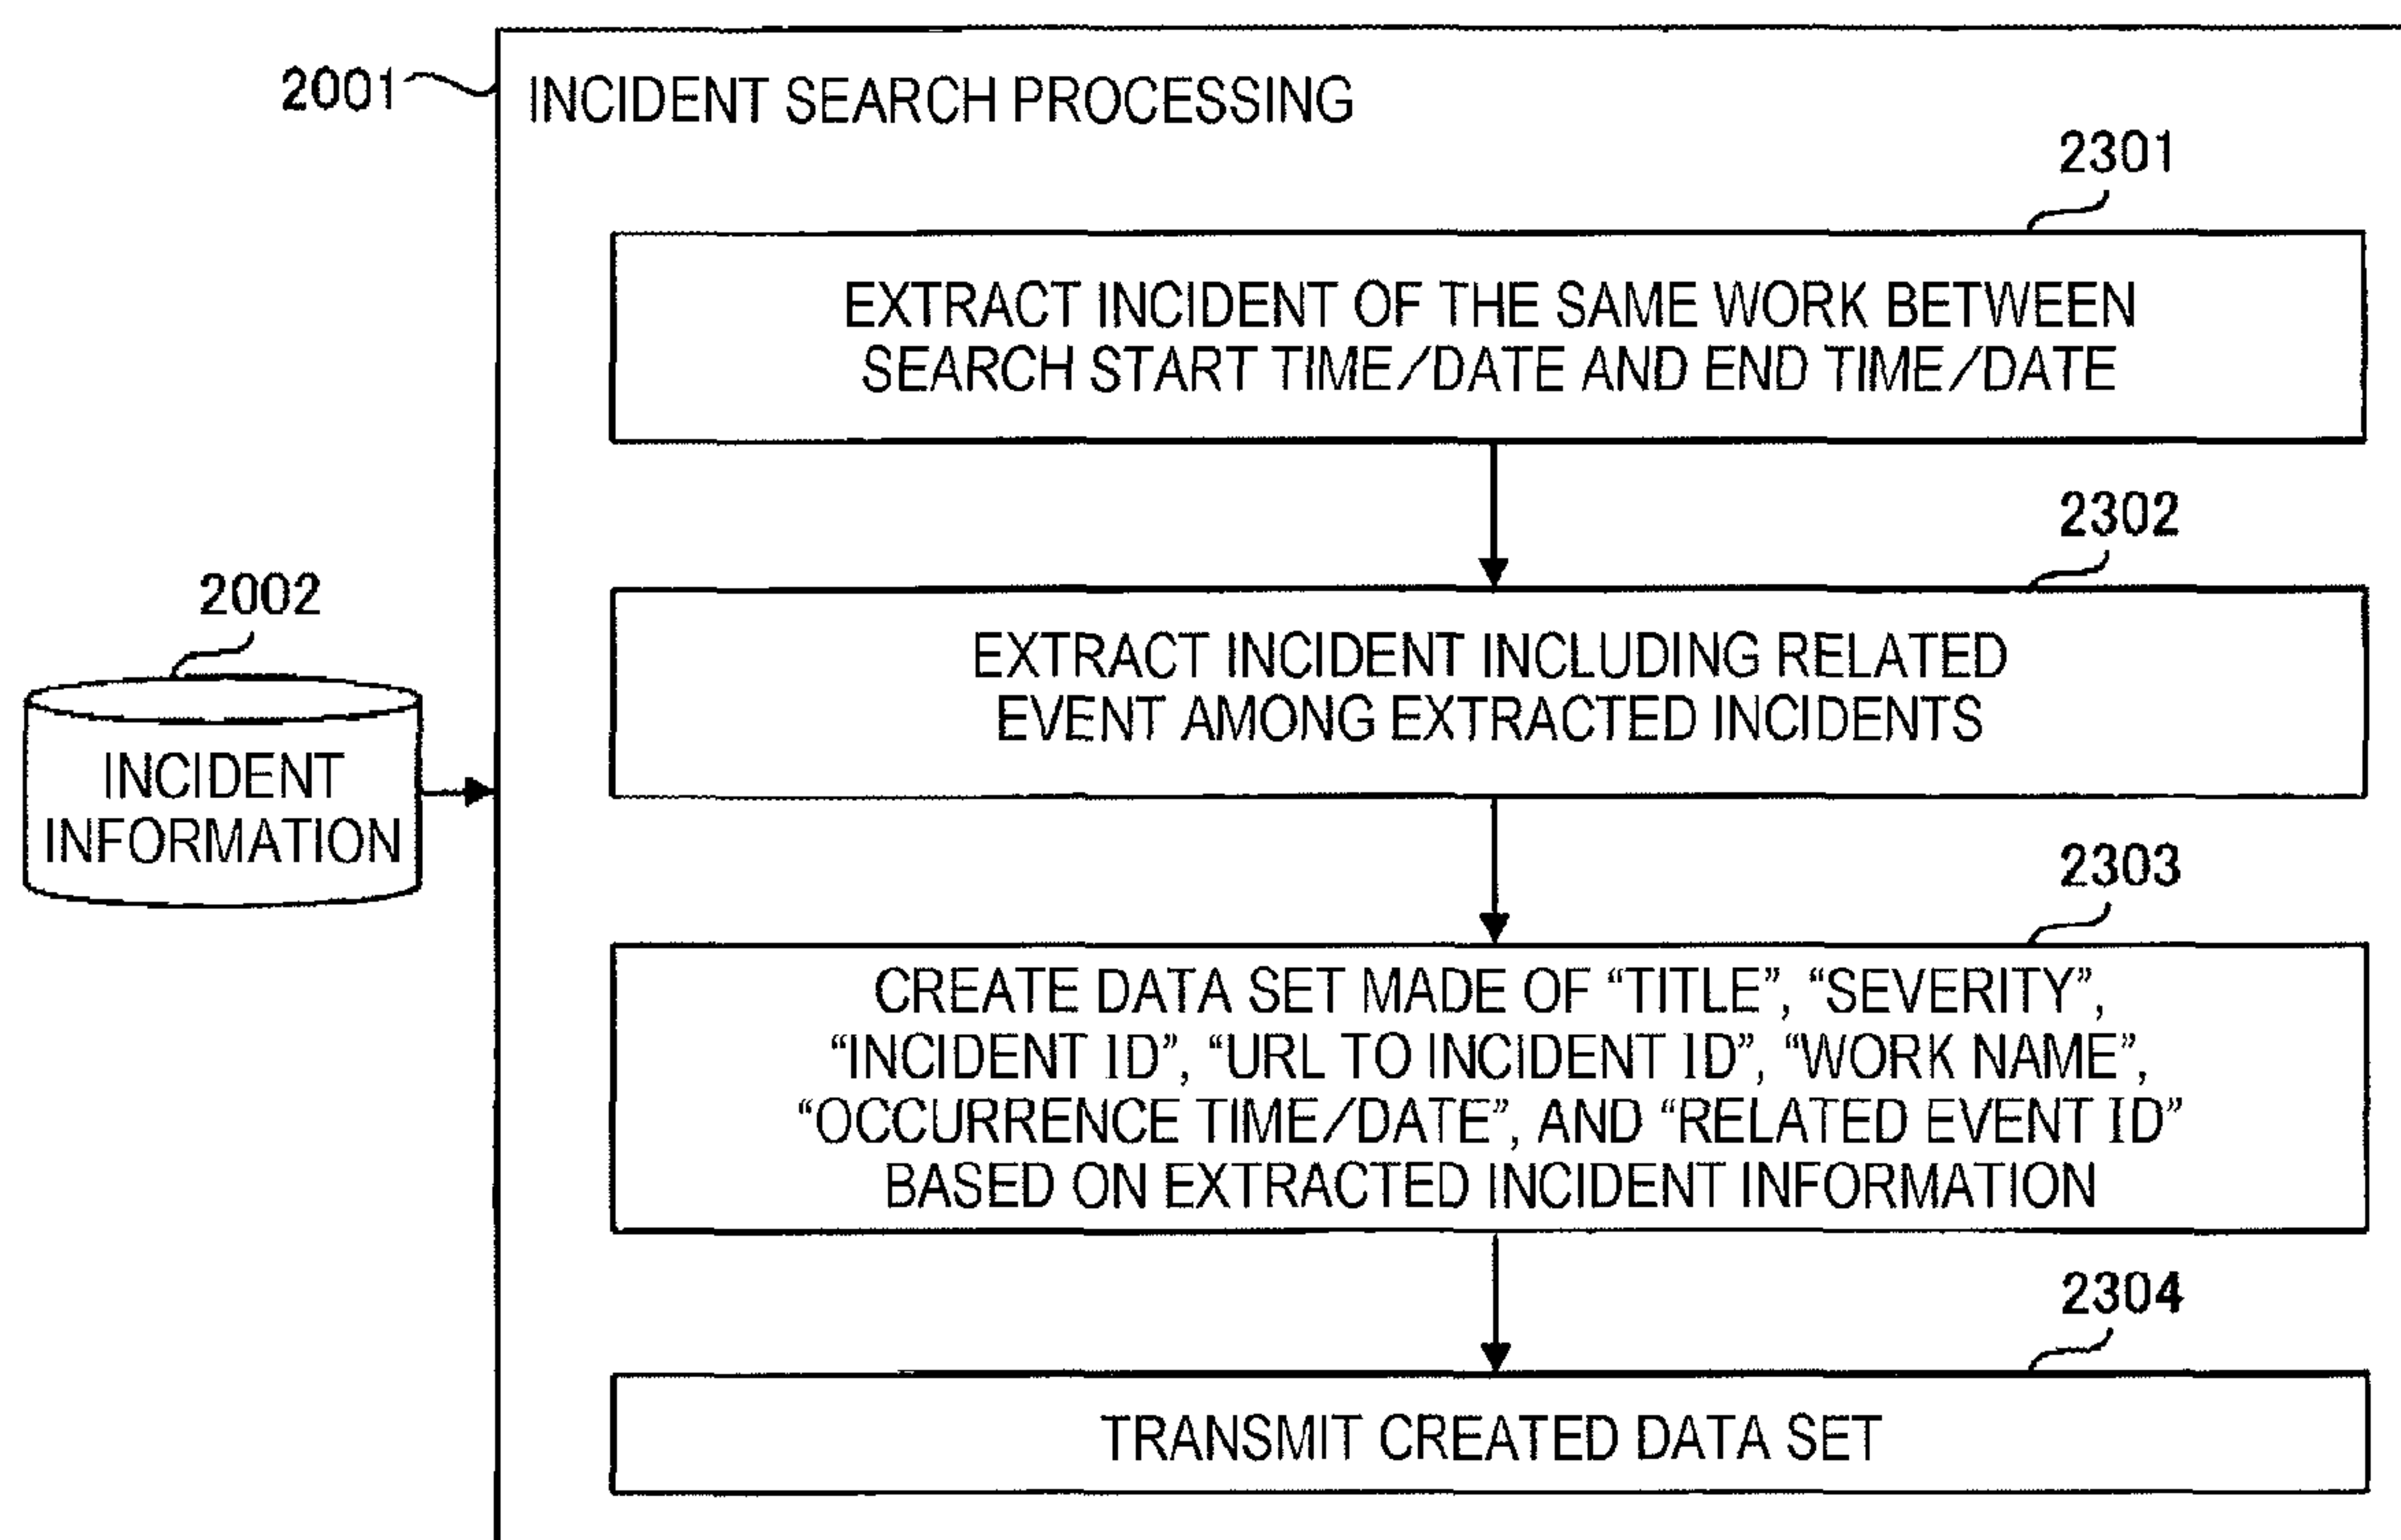 2001
INCIDENT SEARCH PROCESSING
2301
EXTRACT INCIDENT OF THE SAME WORK BETWEEN
SEARCH START TIME/DATE AND END TIME/DATE
2302
EXTRACT INCIDENT INCLUDING RELATED
EVENT AMONG EXTRACTED INCIDENTS
2002
INCIDENT
INFORMATION
2303
CREATE DATA SET MADE OF “TITLE”, “SEVERITY”,
“INCIDENT ID”, “URL TO INCIDENT ID”, “WORK NAME”,
“OCCURRENCE TIME/DATE”, AND “RELATED EVENT ID”
BASED ON EXTRACTED INCIDENT INFORMATION
2304
TRANSMIT CREATED DATA SET